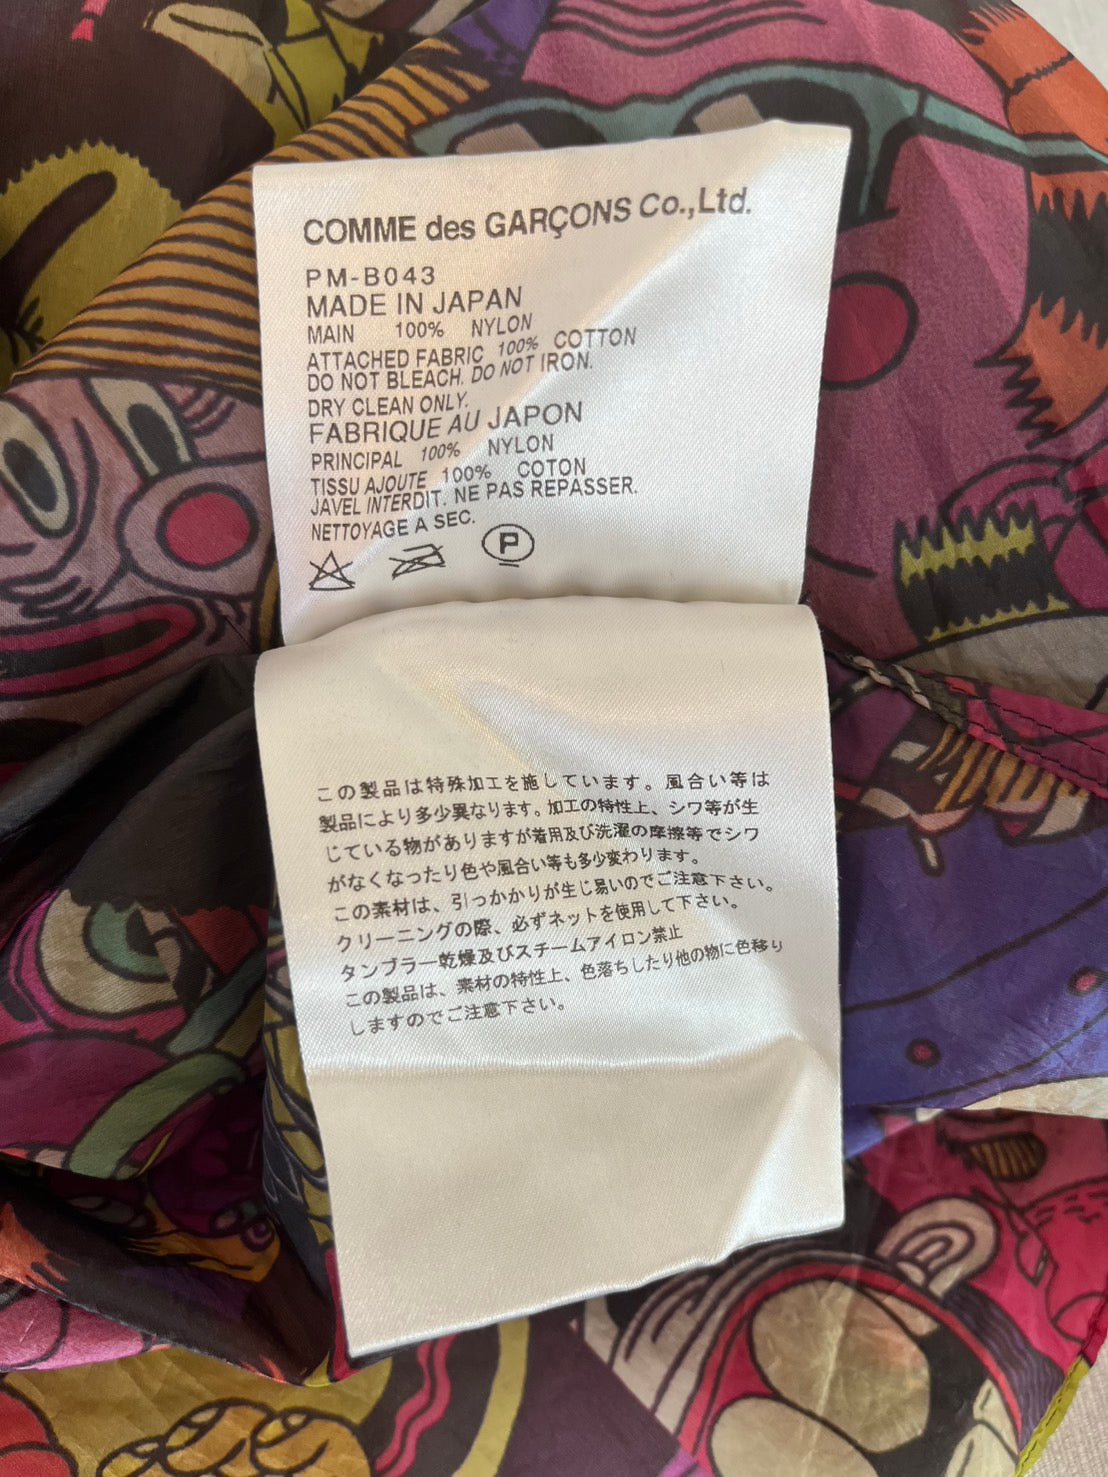 COMME des GARÇONS Co.,Ltd.
PM-B043
MADE IN JAPAN
MAIN 100% NYLON
ATTACHED FABRIC 100% COTTON
DO NOT BLEACH. DO NOT IRON.
DRY CLEAN ONLY.
FABRIQUE AU JAPON
PRINCIPAL 100% NYLON
TISSU AJOUTE 100% COTON
JAVEL INTERDIT. NE PAS REPASSER.
NETTOYAGE A SEC.
P
この製品は特殊加工を施しています。風合い等は
製品により多少異なります。加工の特性上、シワ等が生
じている物がありますが着用及び洗濯の摩擦等でシワ
がなくなったり色や風合い等も多少変わります。
この素材は、引っかかりが生じ易いのでご注意下さい。
クリーニングの際、必ずネットを使用して下さい。
タンブラー乾燥及びスチームアイロン禁止
この製品は、素材の特性上、色落ちしたり他の物に色移り
しますのでご注意下さい。